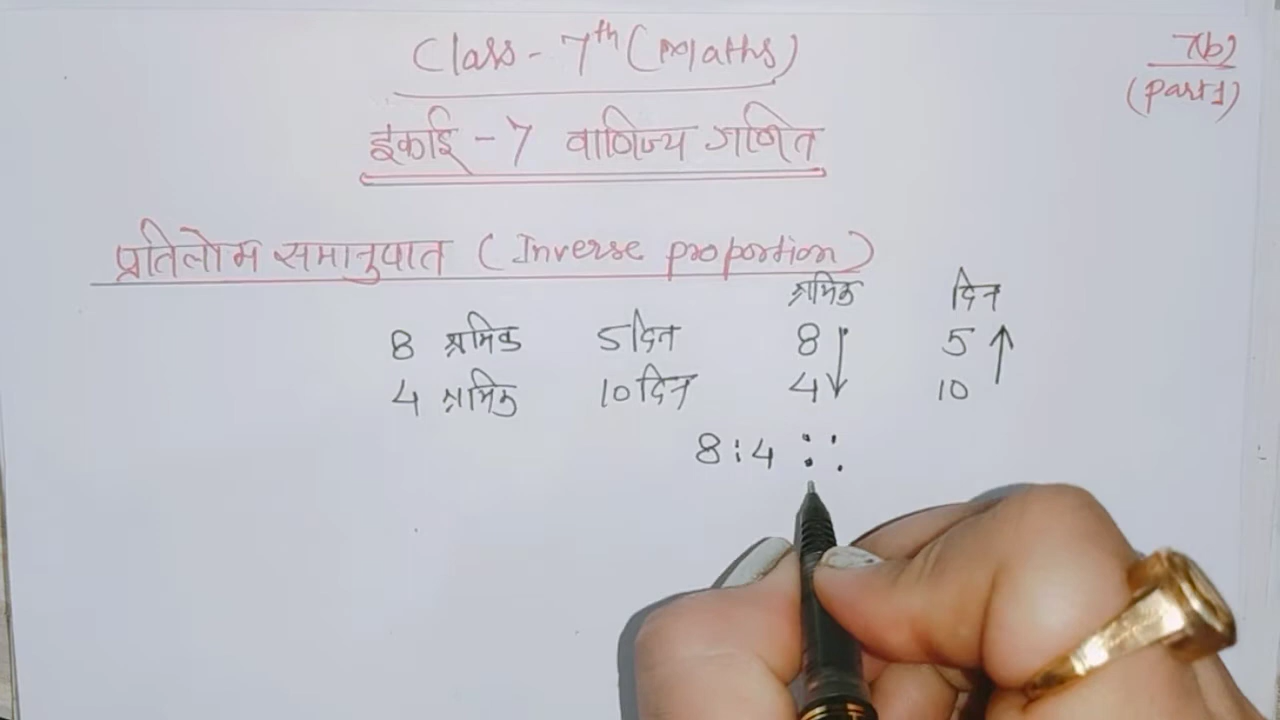 Class - 7th (Maths)
7(b)
(part 1)
इकाई - 7 वाणिज्य गणित
प्रतिलोम समानुपात (Inverse proportion)
श्रमिक दिन
8 श्रमिक 5 दिन 8 ↓ 5 ↑
4 श्रमिक 10 दिन 4 10
8 : 4 : :